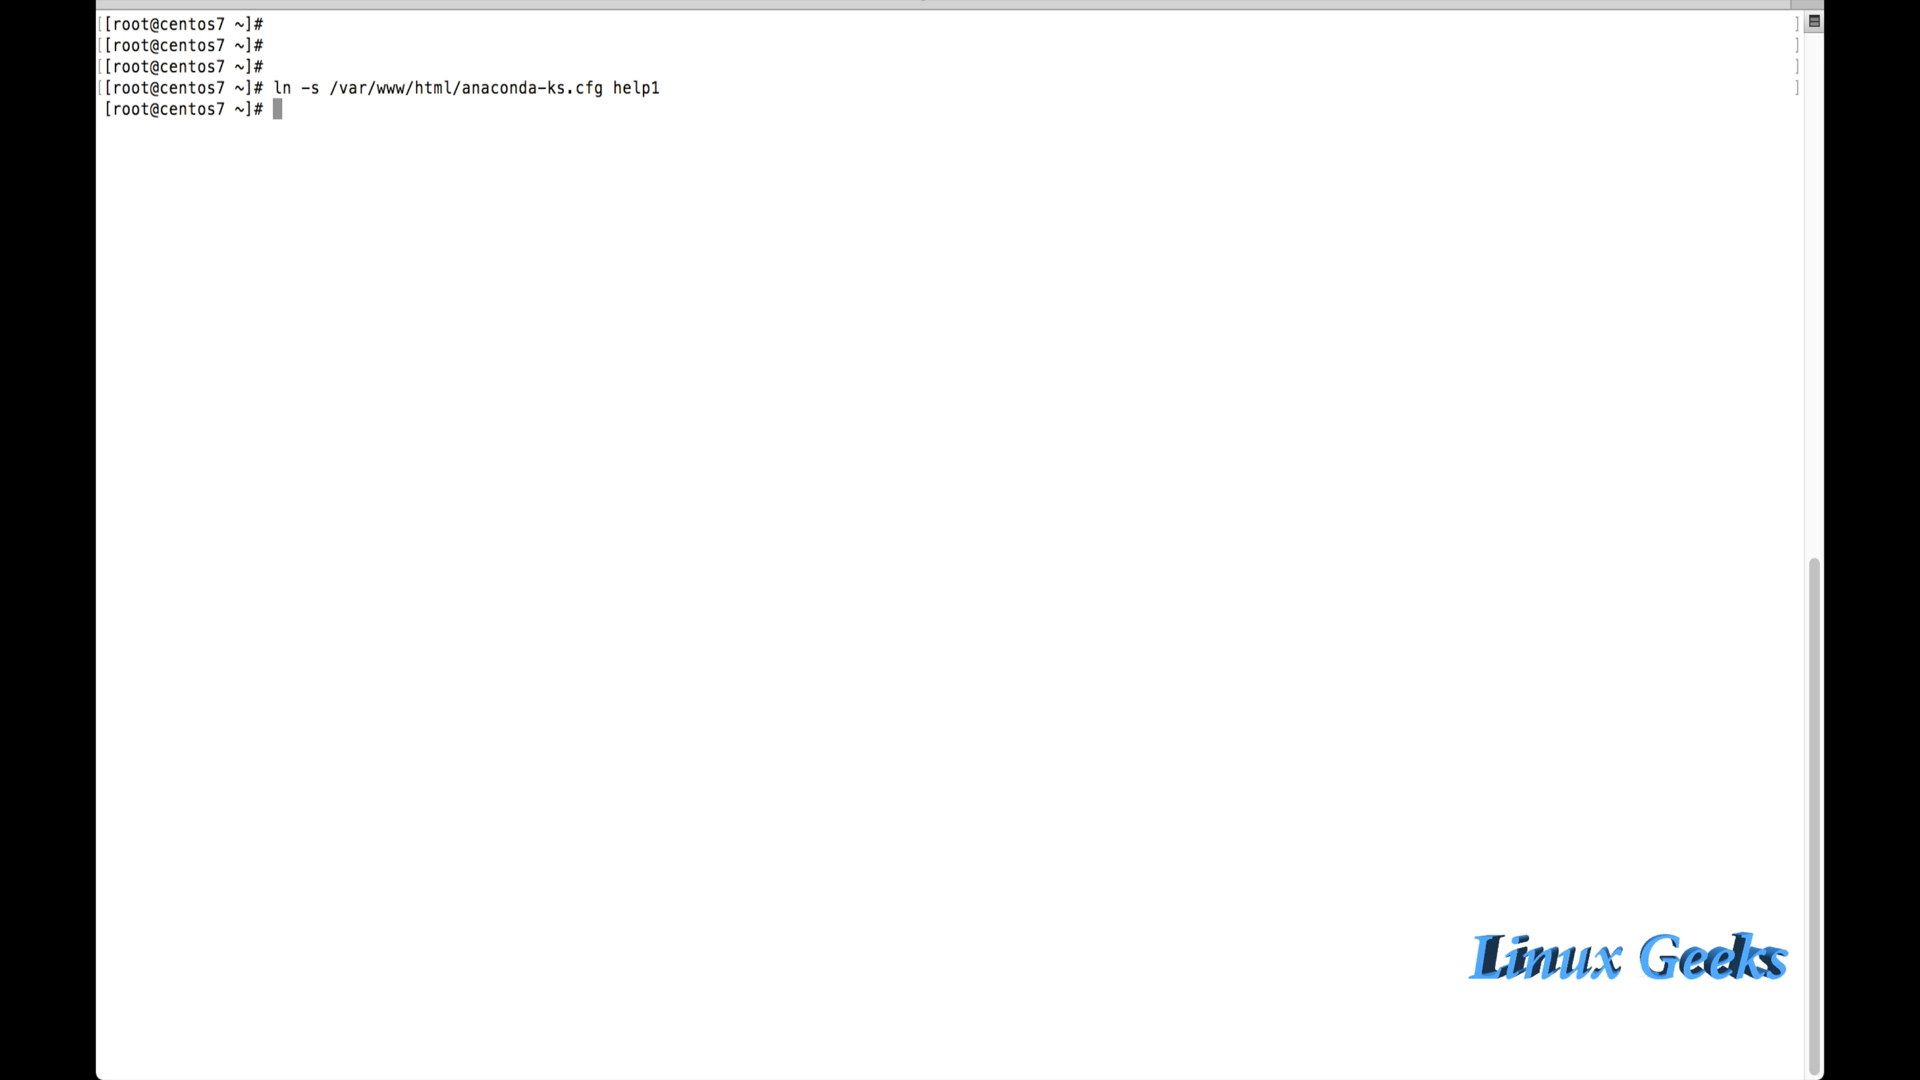 [[root@centos7 ~]# ]
[[root@centos7 ~]# ]
[[root@centos7 ~]# ]
[[root@centos7 ~]# ln -s /var/www/html/anaconda-ks.cfg help1 ]
[root@centos7 ~]#
Linux Geeks